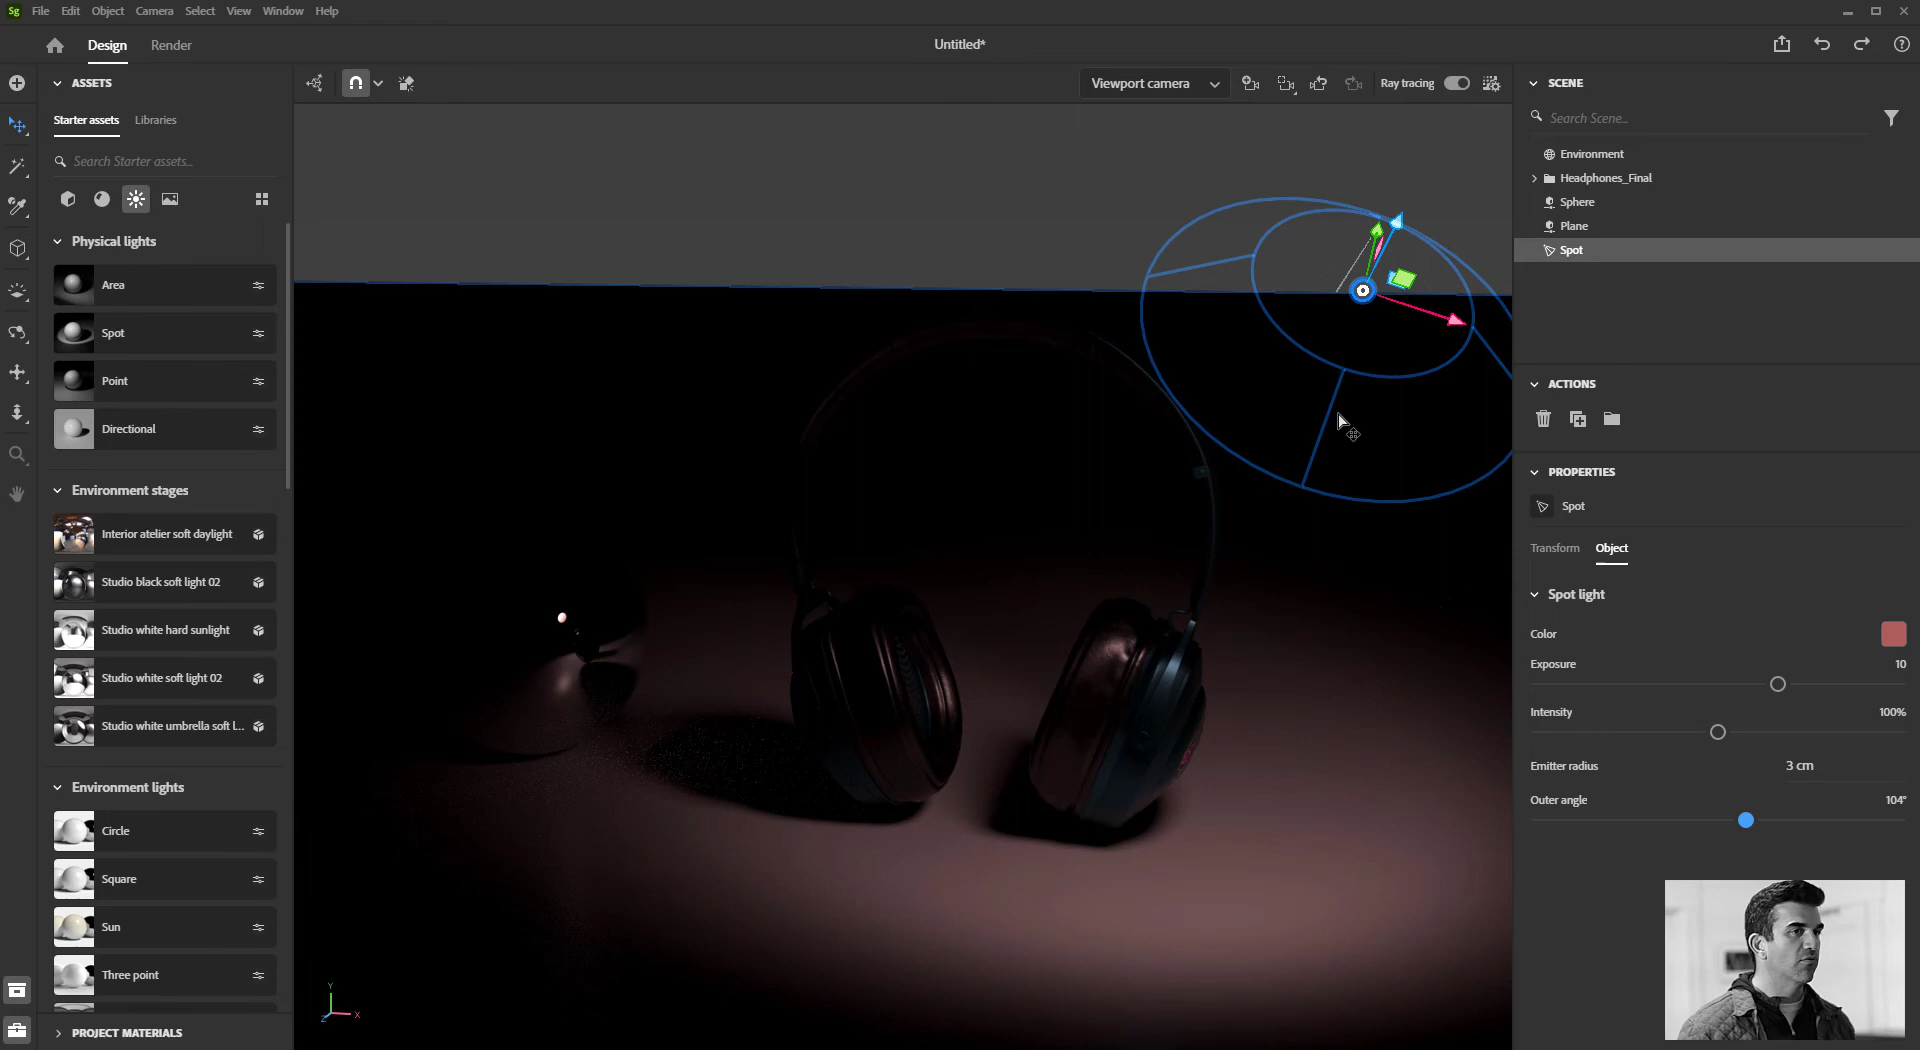 Sg File Edit Object Camera Select View Window Help
Design Render Untitled*
ASSETS
Starter assets Libraries
Search Starter assets...
Physical lights
Area
Spot
Point
Directional
Environment stages
Interior atelier soft daylight
Studio black soft light 02
Studio white hard sunlight
Studio white soft light 02
Studio white umbrella soft l...
Environment lights
Circle
Square
Sun
Three point
PROJECT MATERIALS
Viewport camera Ray tracing
Y
Z X
SCENE
Search Scene...
Environment
Headphones_Final
Sphere
Plane
Spot
ACTIONS
PROPERTIES
Spot
Transform Object
Spot light
Color
Exposure 10
Intensity 100%
Emitter radius 3 cm
Outer angle 104°